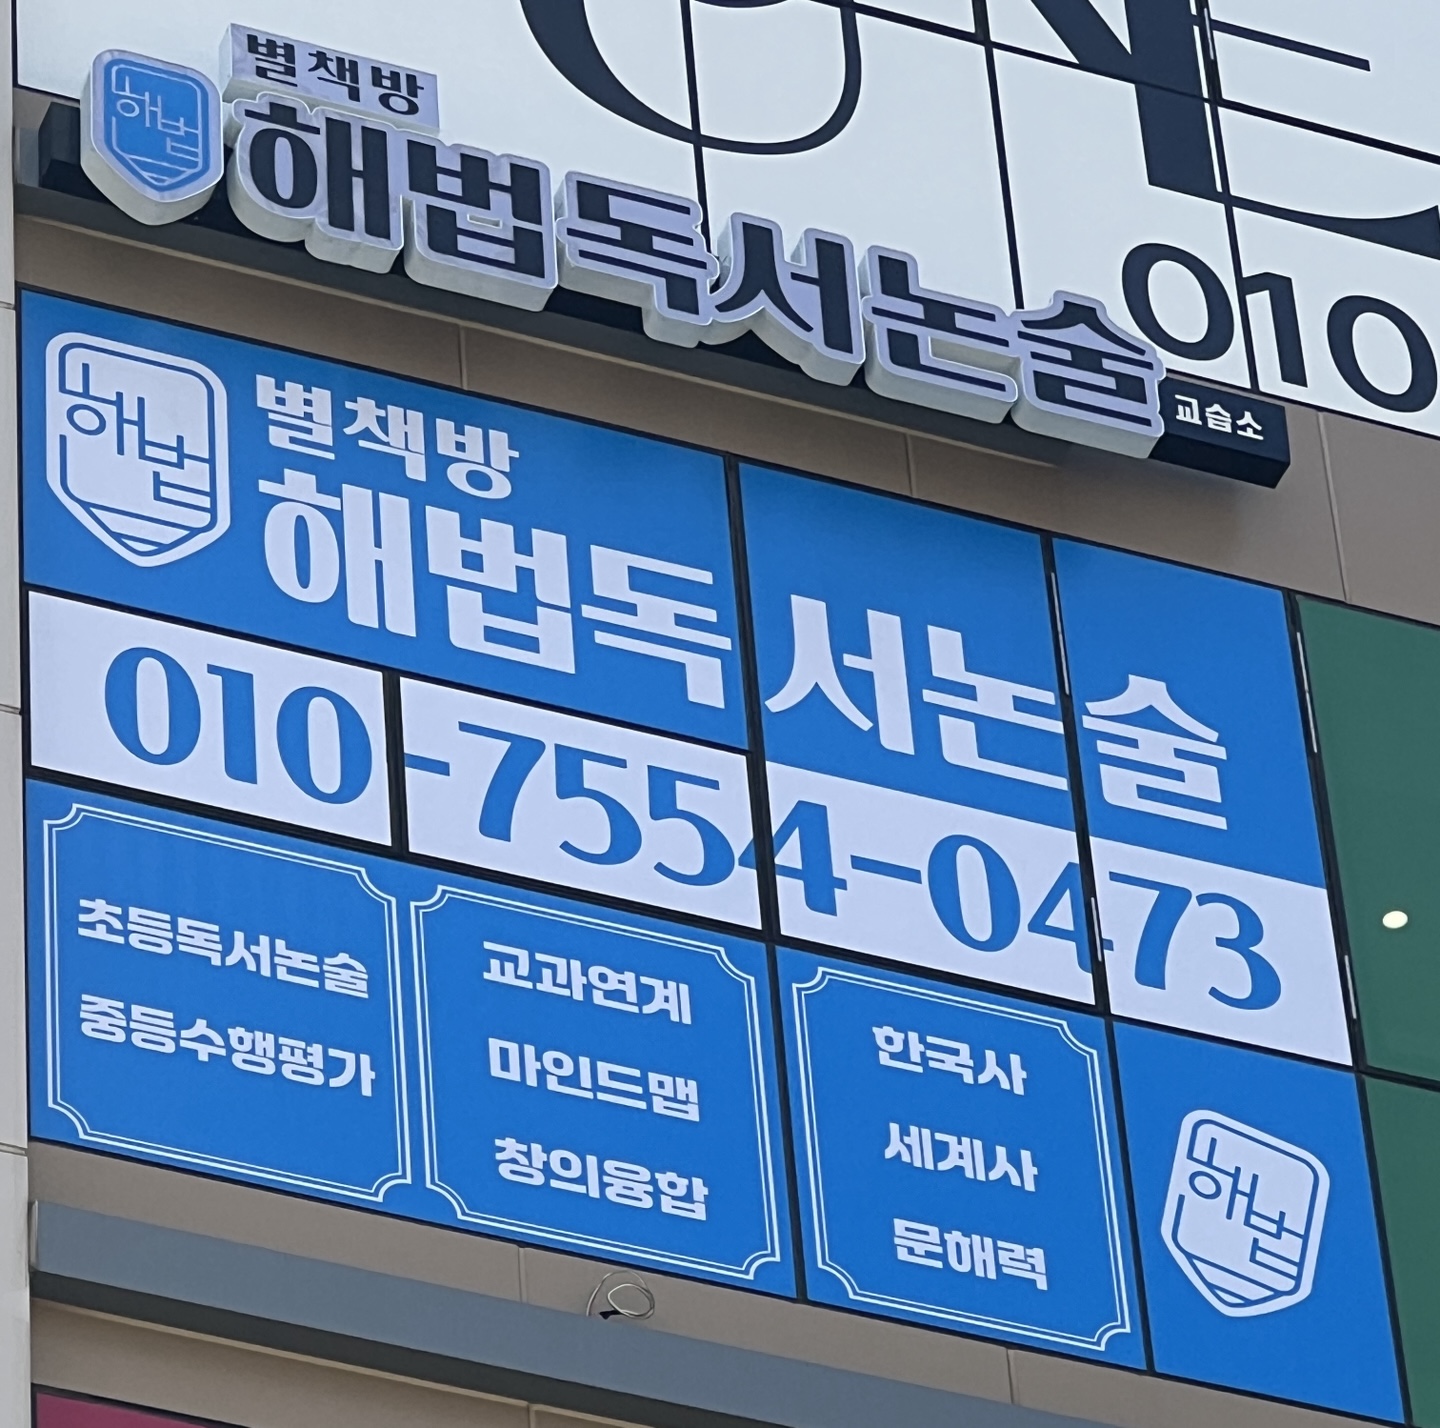 UNE
010
해법
별책방
해법독서논술
교습소
해법
별책방
해법독서논술
010-7554-0473
초등독서논술
중등수행평가
교과연계
마인드맵
창의융합
한국사
세계사
문해력
해법